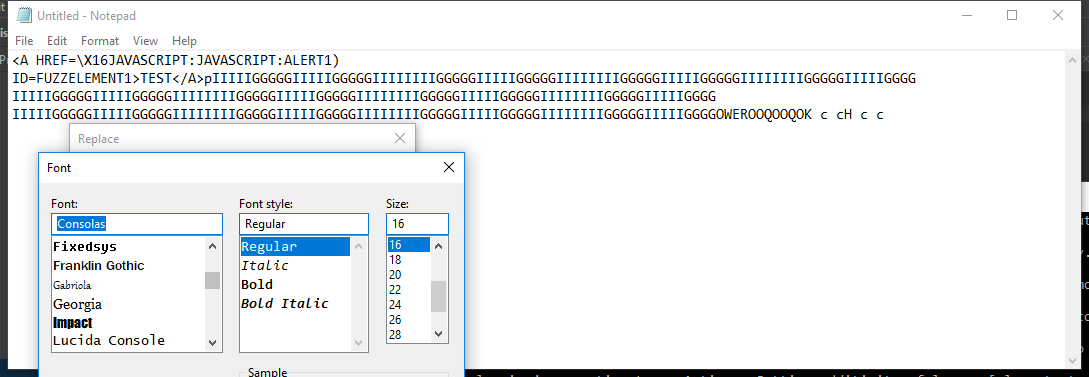 Untitled - Notepad
File Edit Format View Help
<A HREF=\X16JAVASCRIPT:JAVASCRIPT:ALERT1)
ID=FUZZELEMENT1>TEST</A>pIIIIIGGGGGIIIIIGGGGGIIIIIIIIGGGGGIIIIIGGGGGIIIIIIIIGGGGGIIIIIGGGGGIIIIIIIIGGGGGIIIIIGGGG
IIIIIGGGGGIIIIIGGGGGIIIIIIIIGGGGGIIIIIGGGGGIIIIIIIIGGGGGIIIIIGGGGGIIIIIIIIGGGGGIIIIIGGGG
IIIIIGGGGGIIIIIGGGGGIIIIIIIIGGGGGIIIIIGGGGGIIIIIIIIGGGGGIIIIIGGGGGIIIIIIIIGGGGGIIIIIGGGGOWEROOQOOQOK c cH c c
Replace
Font
Font: Font style: Size:
Consolas Regular 16
Fixedsys
Franklin Gothic
Gabriola
Georgia
Impact
Lucida Console
Regular
Italic
Bold
Bold Italic
16
18
20
22
24
26
28
Sample